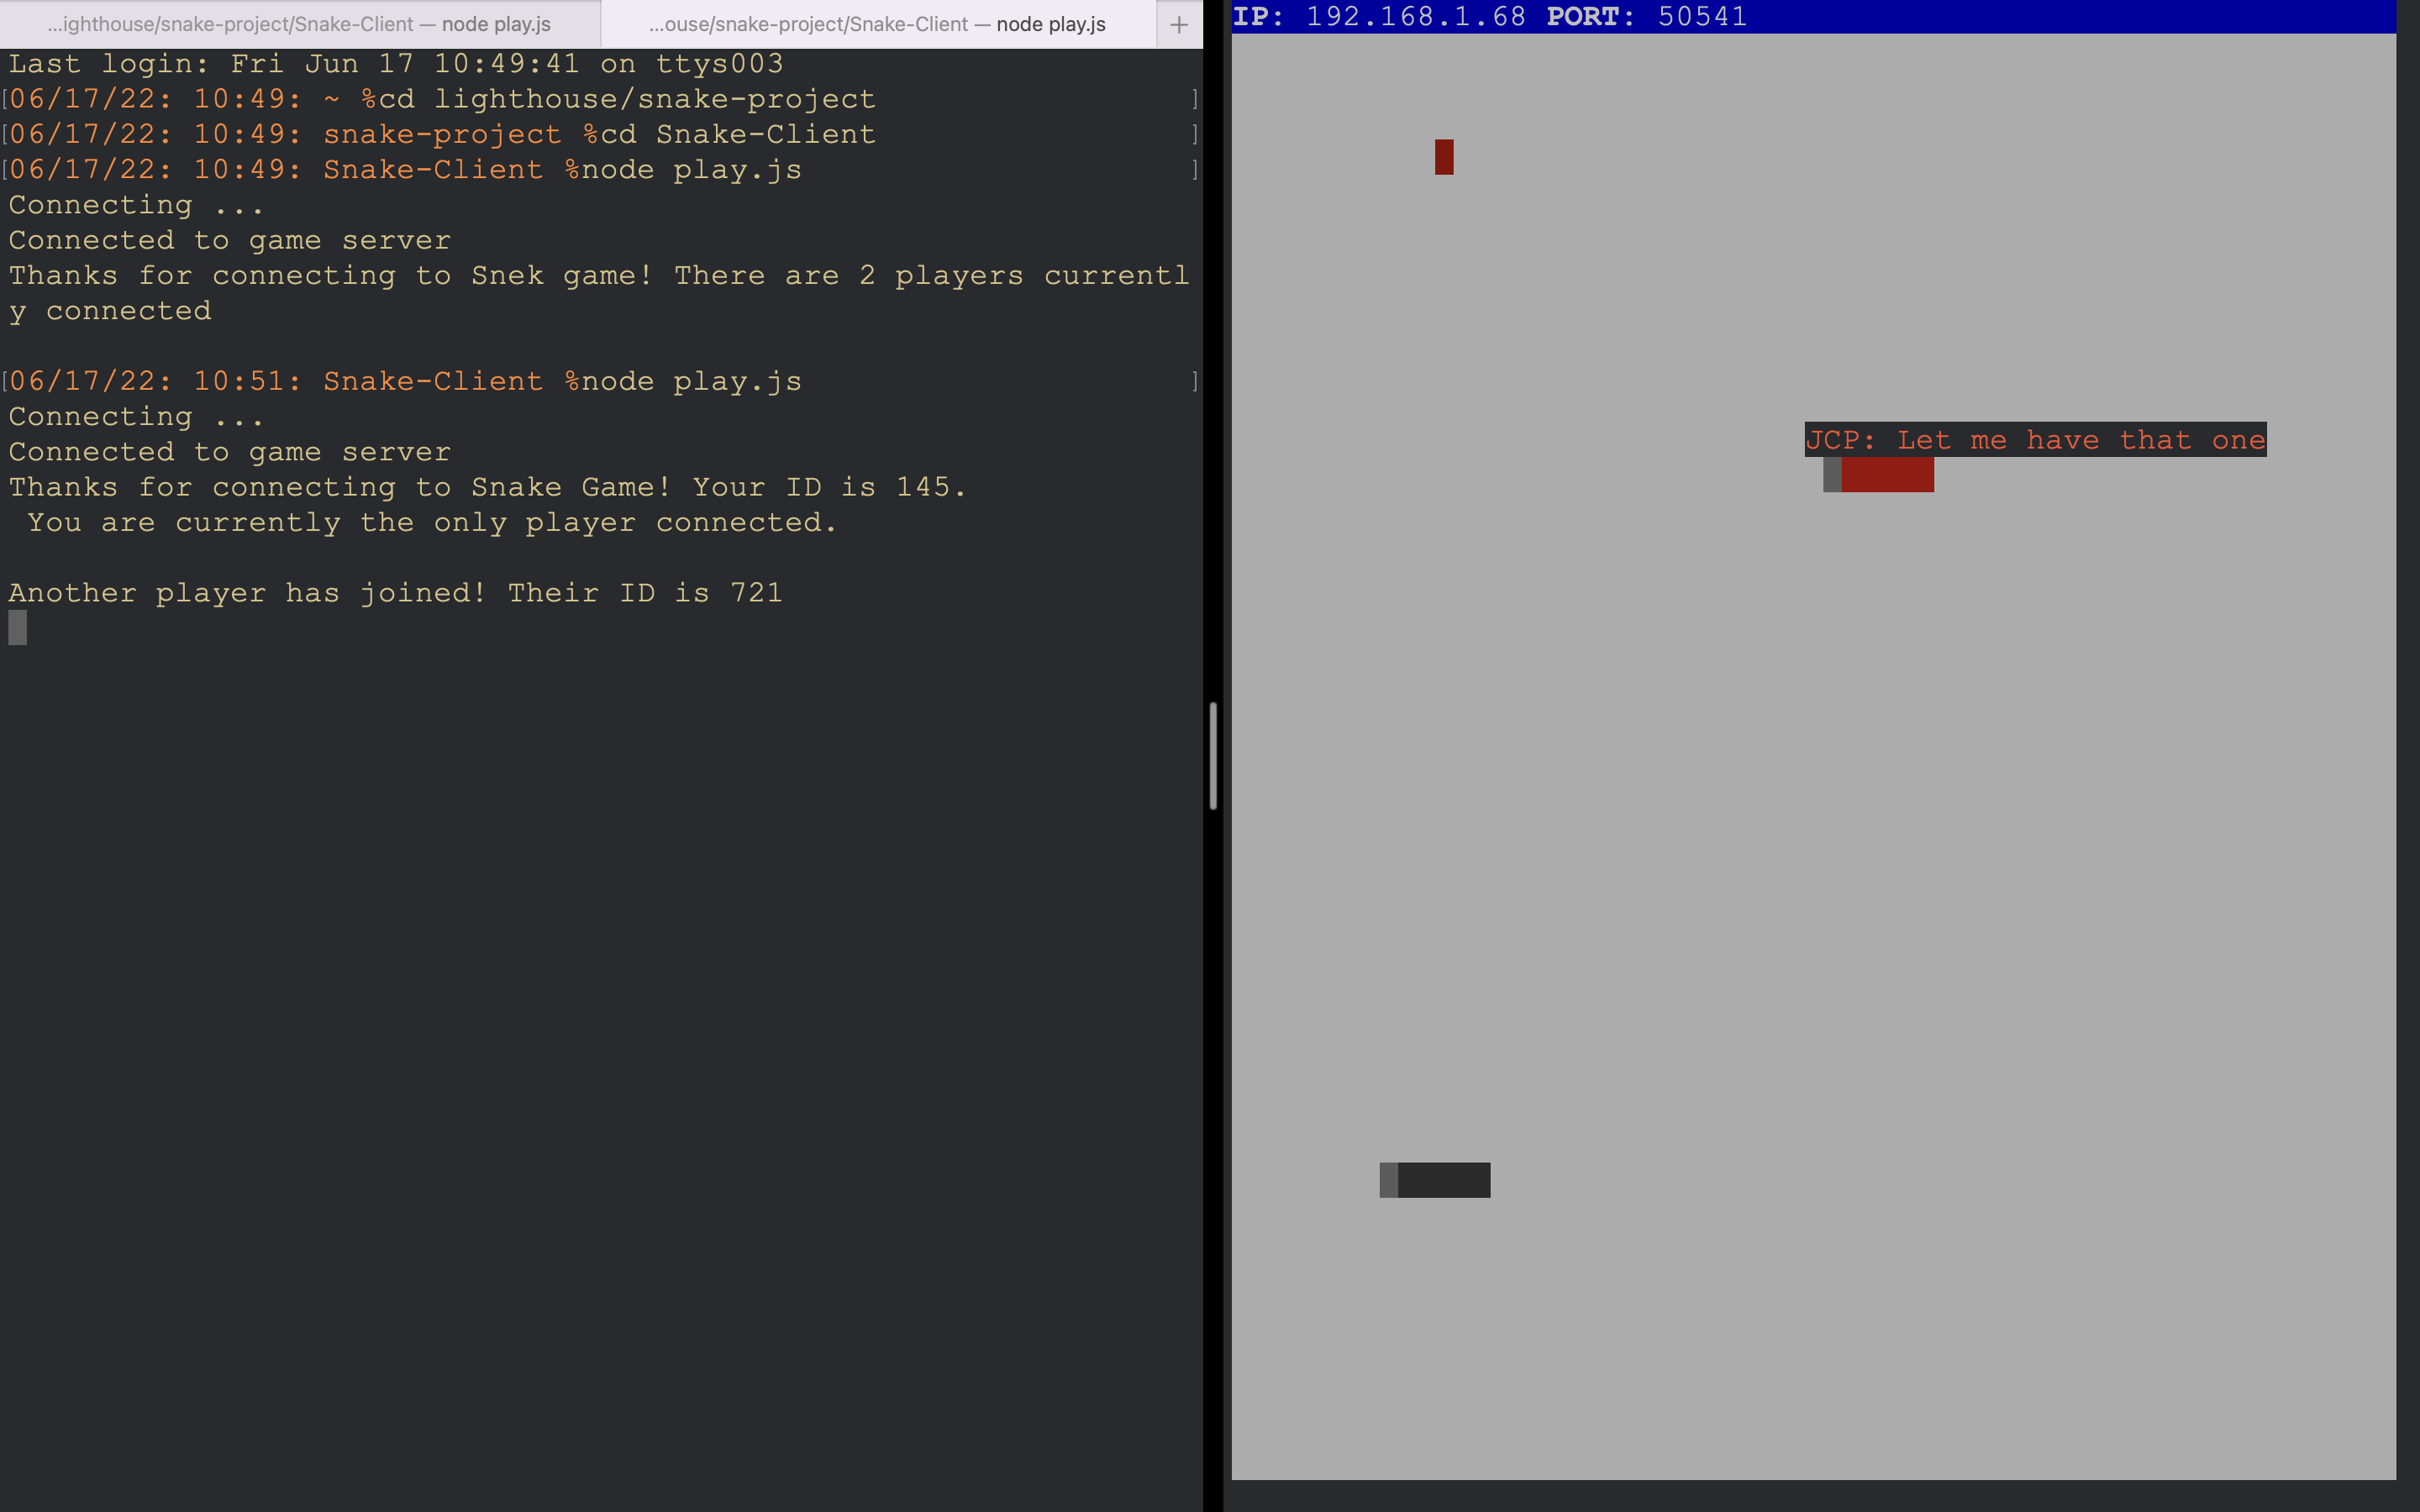 ...ighthouse/snake-project/Snake-Client — node play.js
...ouse/snake-project/Snake-Client — node play.js
+
Last login: Fri Jun 17 10:49:41 on ttys003
[06/17/22: 10:49: ~ %cd lighthouse/snake-project ]
[06/17/22: 10:49: snake-project %cd Snake-Client ]
[06/17/22: 10:49: Snake-Client %node play.js ]
Connecting ...
Connected to game server
Thanks for connecting to Snek game! There are 2 players currentl
y connected
[06/17/22: 10:51: Snake-Client %node play.js ]
Connecting ...
Connected to game server
Thanks for connecting to Snake Game! Your ID is 145.
You are currently the only player connected.
Another player has joined! Their ID is 721
IP: 192.168.1.68 PORT: 50541
JCP: Let me have that one